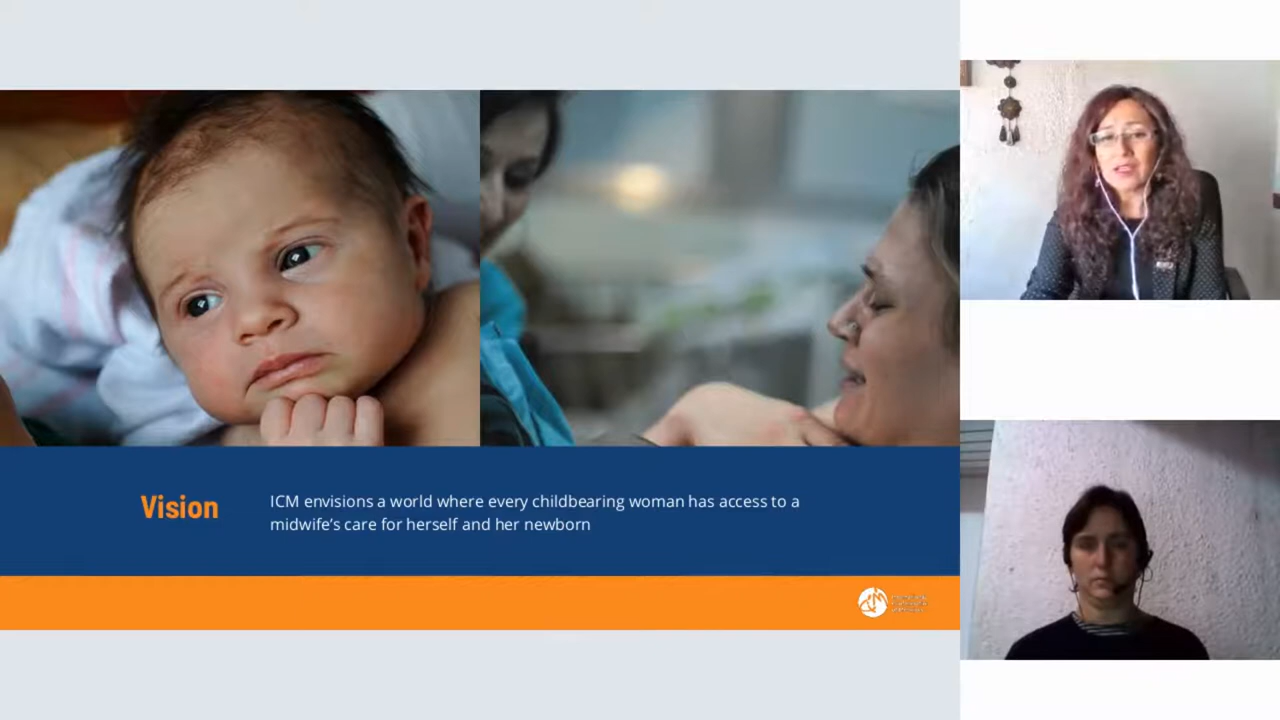 Vision
ICM envisions a world where every childbearing woman has access to a
midwife’s care for herself and her newborn